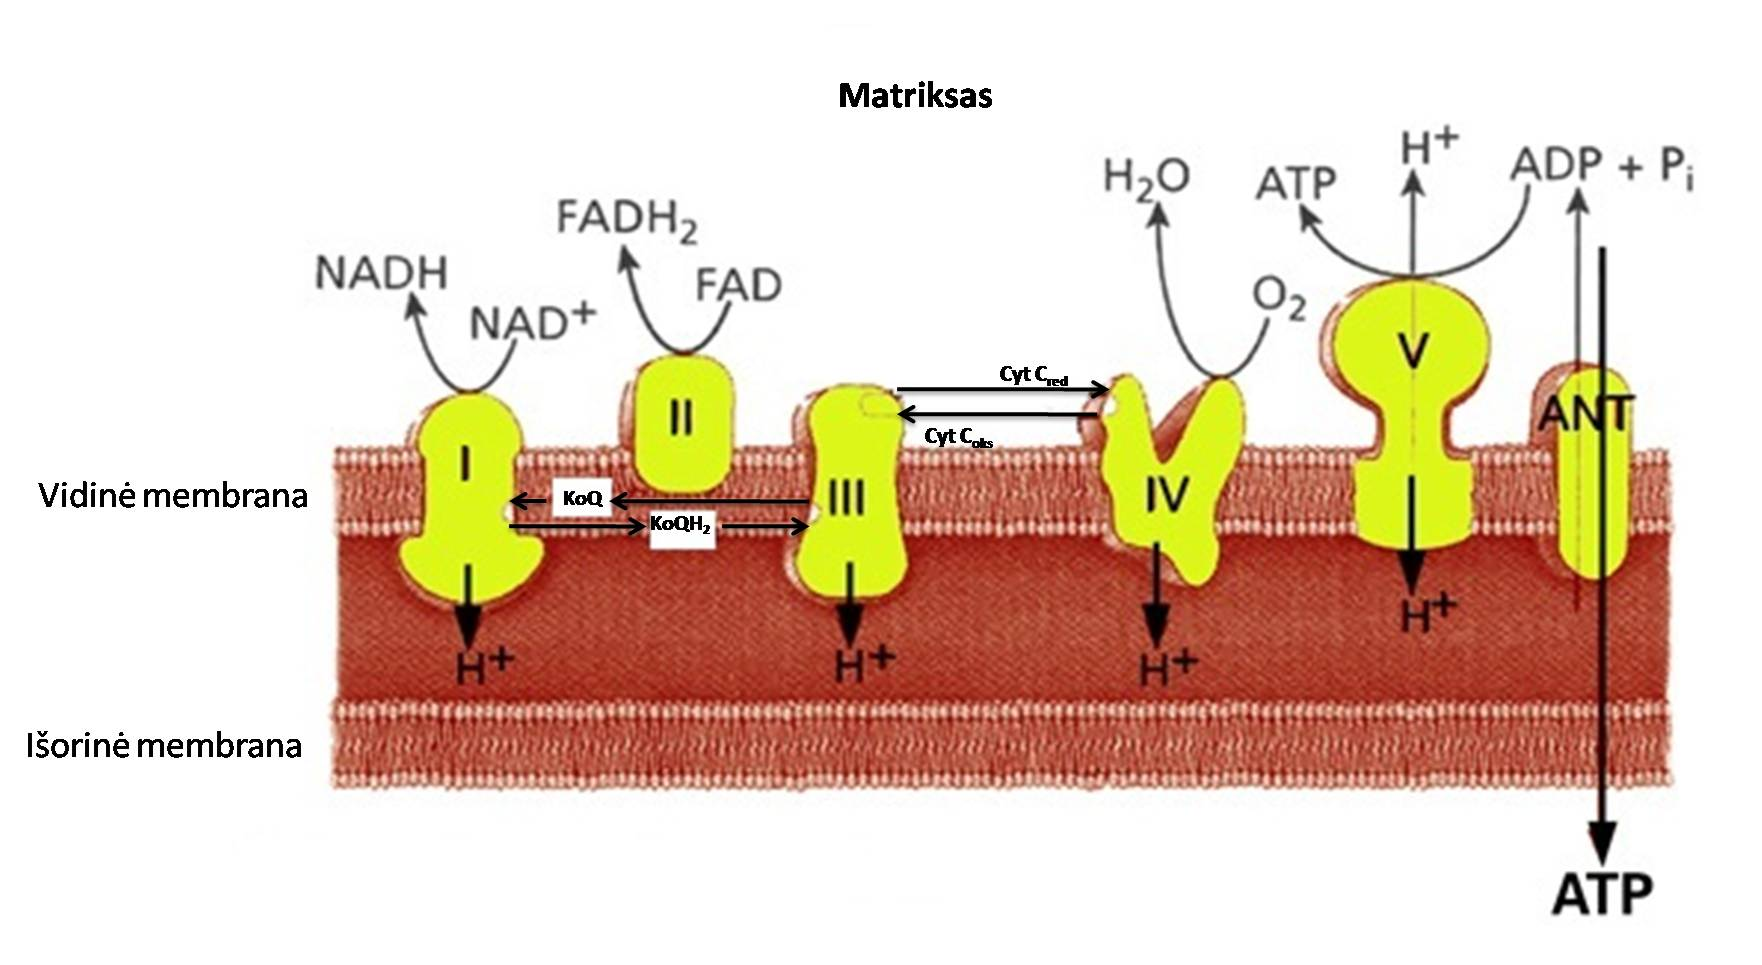 Matriksas
H+
ADP + Pi
H2O
ATP
FADH2
NADH
FAD
O2
NAD+
V
Cyt Cred
II
ANT
Cyt Coks
I
Vidinė membrana
KoQ
III
IV
KoQH2
H+
H+
H+
H+
Išorinė membrana
ATP